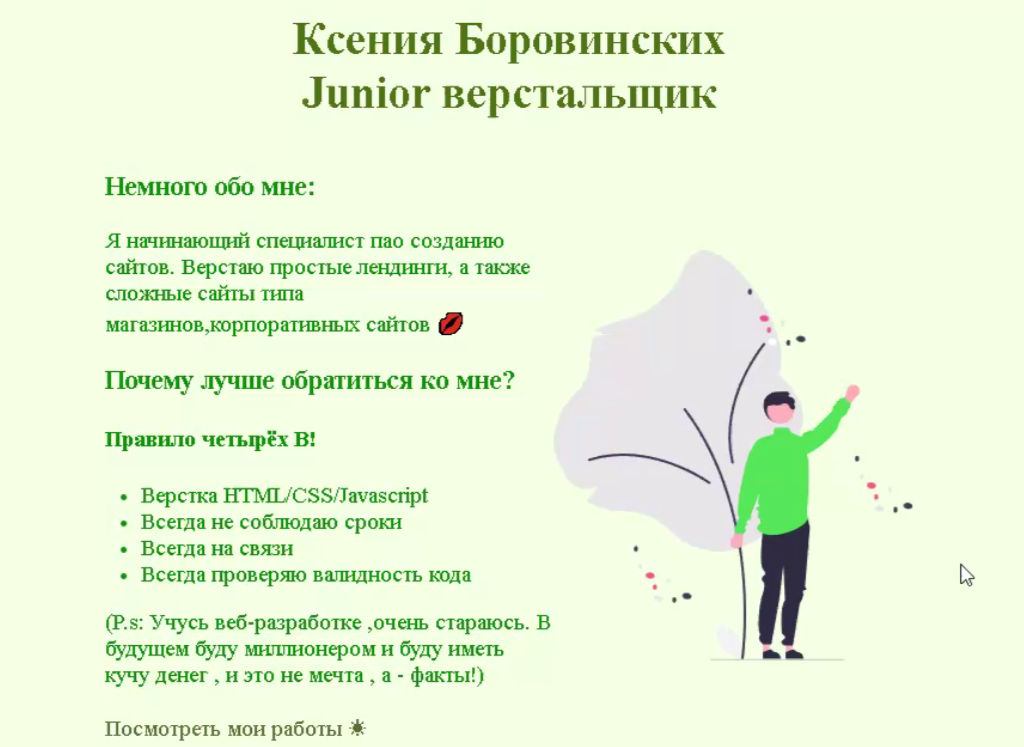 Ксения Боровинских
Junior верстальщик
Немного обо мне:
Я начинающий специалист пао созданию
сайтов. Верстаю простые лендинги, а также
сложные сайты типа
магазинов,корпоративных сайтов 💋
Почему лучше обратиться ко мне?
Правило четырёх В!
• Верстка HTML/CSS/Javascript
• Всегда не соблюдаю сроки
• Всегда на связи
• Всегда проверяю валидность кода
(P.s: Учусь веб-разработке ,очень стараюсь. В
будущем буду миллионером и буду иметь
кучу денег , и это не мечта , а - факты!)
Посмотреть мои работы ☀